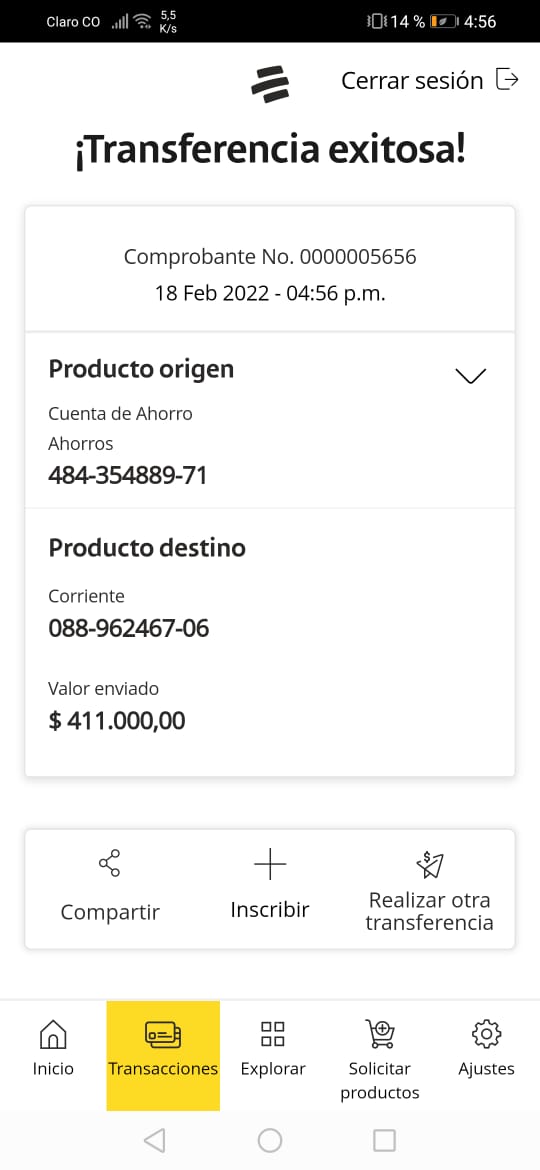 Claro CO 5,5 K/s 14 % 4:56
Cerrar sesión
¡Transferencia exitosa!
Comprobante No. 0000005656
18 Feb 2022 - 04:56 p.m.
Producto origen
Cuenta de Ahorro
Ahorros
484-354889-71
Producto destino
Corriente
088-962467-06
Valor enviado
$ 411.000,00
Compartir
Inscribir
Realizar otra
transferencia
Inicio
Transacciones
Explorar
Solicitar
productos
Ajustes